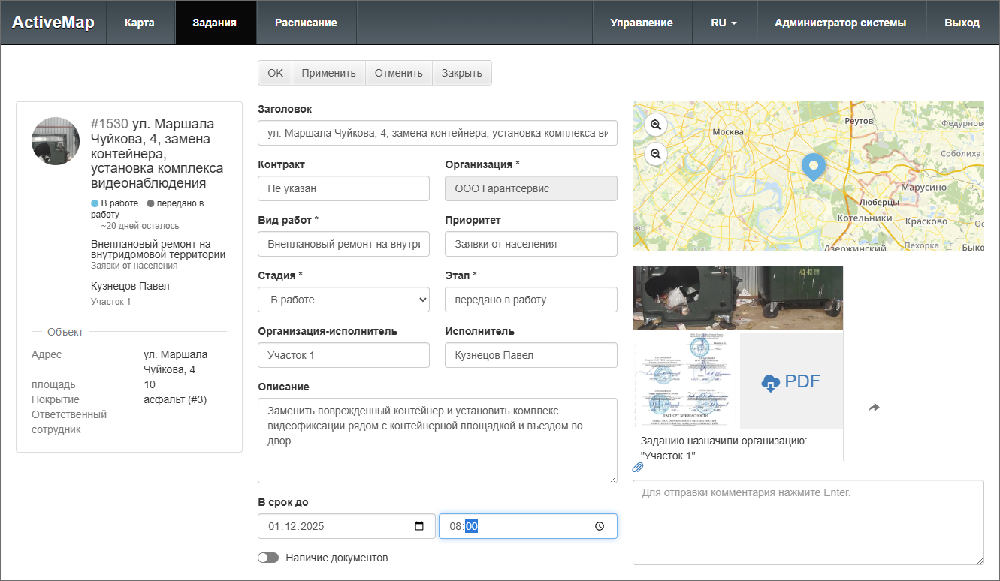 ActiveMap
Карта
Задания
Расписание
Управление
RU
Администратор системы
Выход
OK
Применить
Отменить
Закрыть
#1530 ул. Маршала
Чуйкова, 4, замена
контейнера,
установка комплекса
видеонаблюдения
В работе передано в
работу
~20 дней осталось
Внеплановый ремонт на
внутридомовой территории
Заявки от населения
Кузнецов Павел
Участок 1
Объект
Адрес ул. Маршала
Чуйкова, 4
площадь 10
Покрытие асфальт (#3)
Ответственный
сотрудник
Заголовок
ул. Маршала Чуйкова, 4, замена контейнера, установка комплекса ви
Контракт
Не указан
Организация *
ООО Гарантсервис
Вид работ *
Внеплановый ремонт на внутри
Приоритет
Заявки от населения
Стадия *
В работе
Этап *
передано в работу
Организация-исполнитель
Участок 1
Исполнитель
Кузнецов Павел
Описание
Заменить поврежденный контейнер и установить комплекс
видеофиксации рядом с контейнерной площадкой и въездом во
двор.
В срок до
01.12.2025
08:00
Наличие документов
Реутов
Москва
Федурново
Соболиха
Марусино
Люберцы
Котельники
Красково
ово
Ос
Дзержинский
Пехорка
Быко
ПАСПОРТ БЕЗОПАСНОСТИ
PDF
Заданию назначили организацию:
"Участок 1".
Для отправки комментария нажмите Enter.